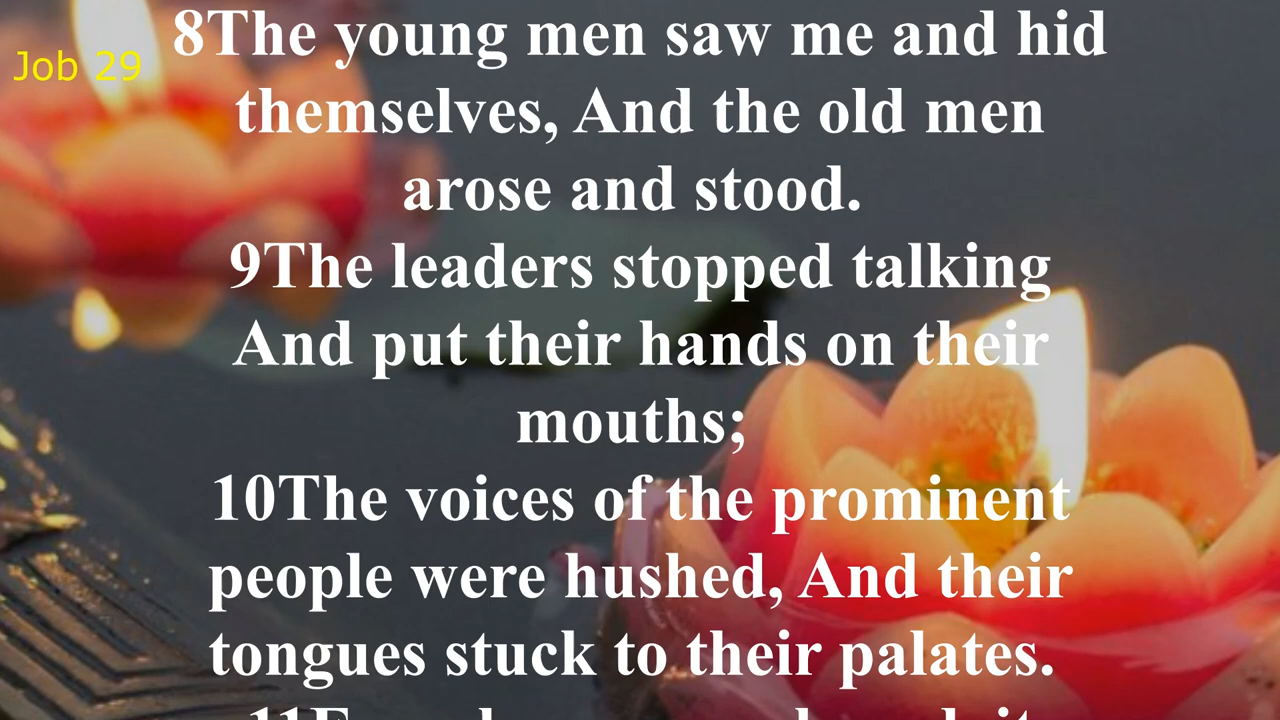 Job 29
8The young men saw me and hid
themselves, And the old men
arose and stood.
9The leaders stopped talking
And put their hands on their
mouths;
10The voices of the prominent
people were hushed, And their
tongues stuck to their palates.